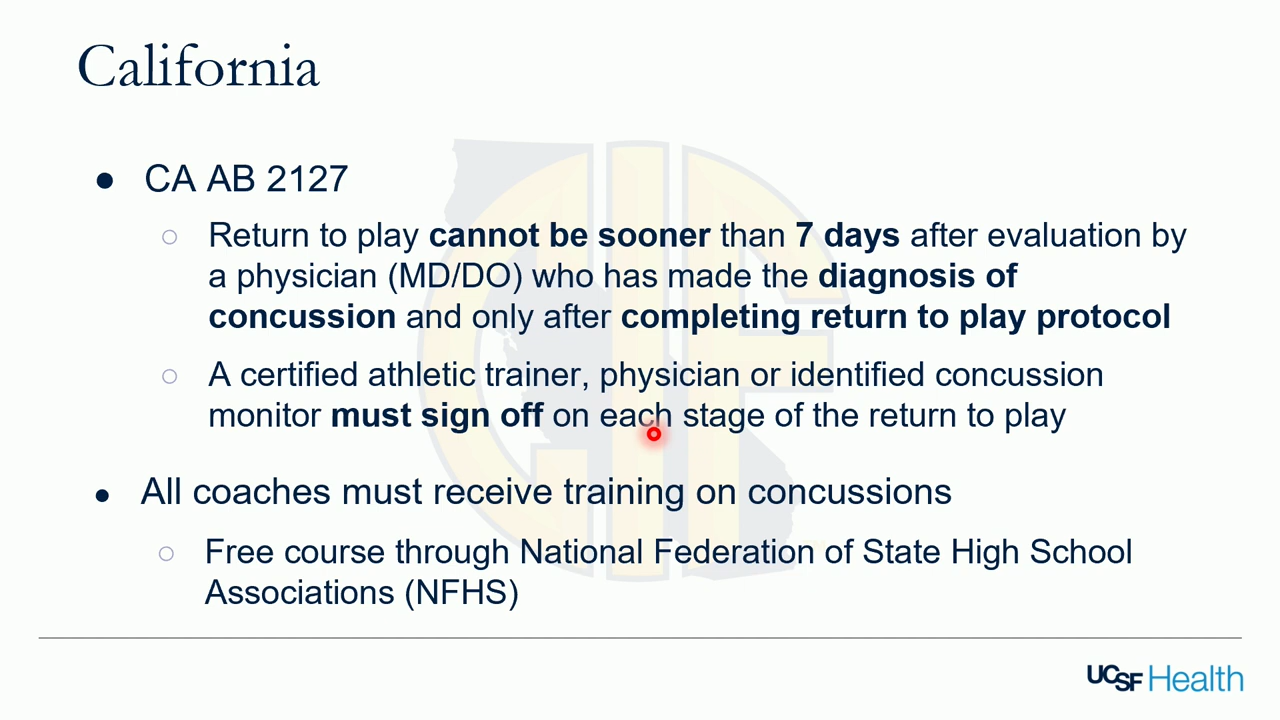 California
● CA AB 2127
○ Return to play cannot be sooner than 7 days after evaluation by
a physician (MD/DO) who has made the diagnosis of
concussion and only after completing return to play protocol
○ A certified athletic trainer, physician or identified concussion
monitor must sign off on each stage of the return to play
● All coaches must receive training on concussions
○ Free course through National Federation of State High School
Associations (NFHS)
CIF
UCSF Health